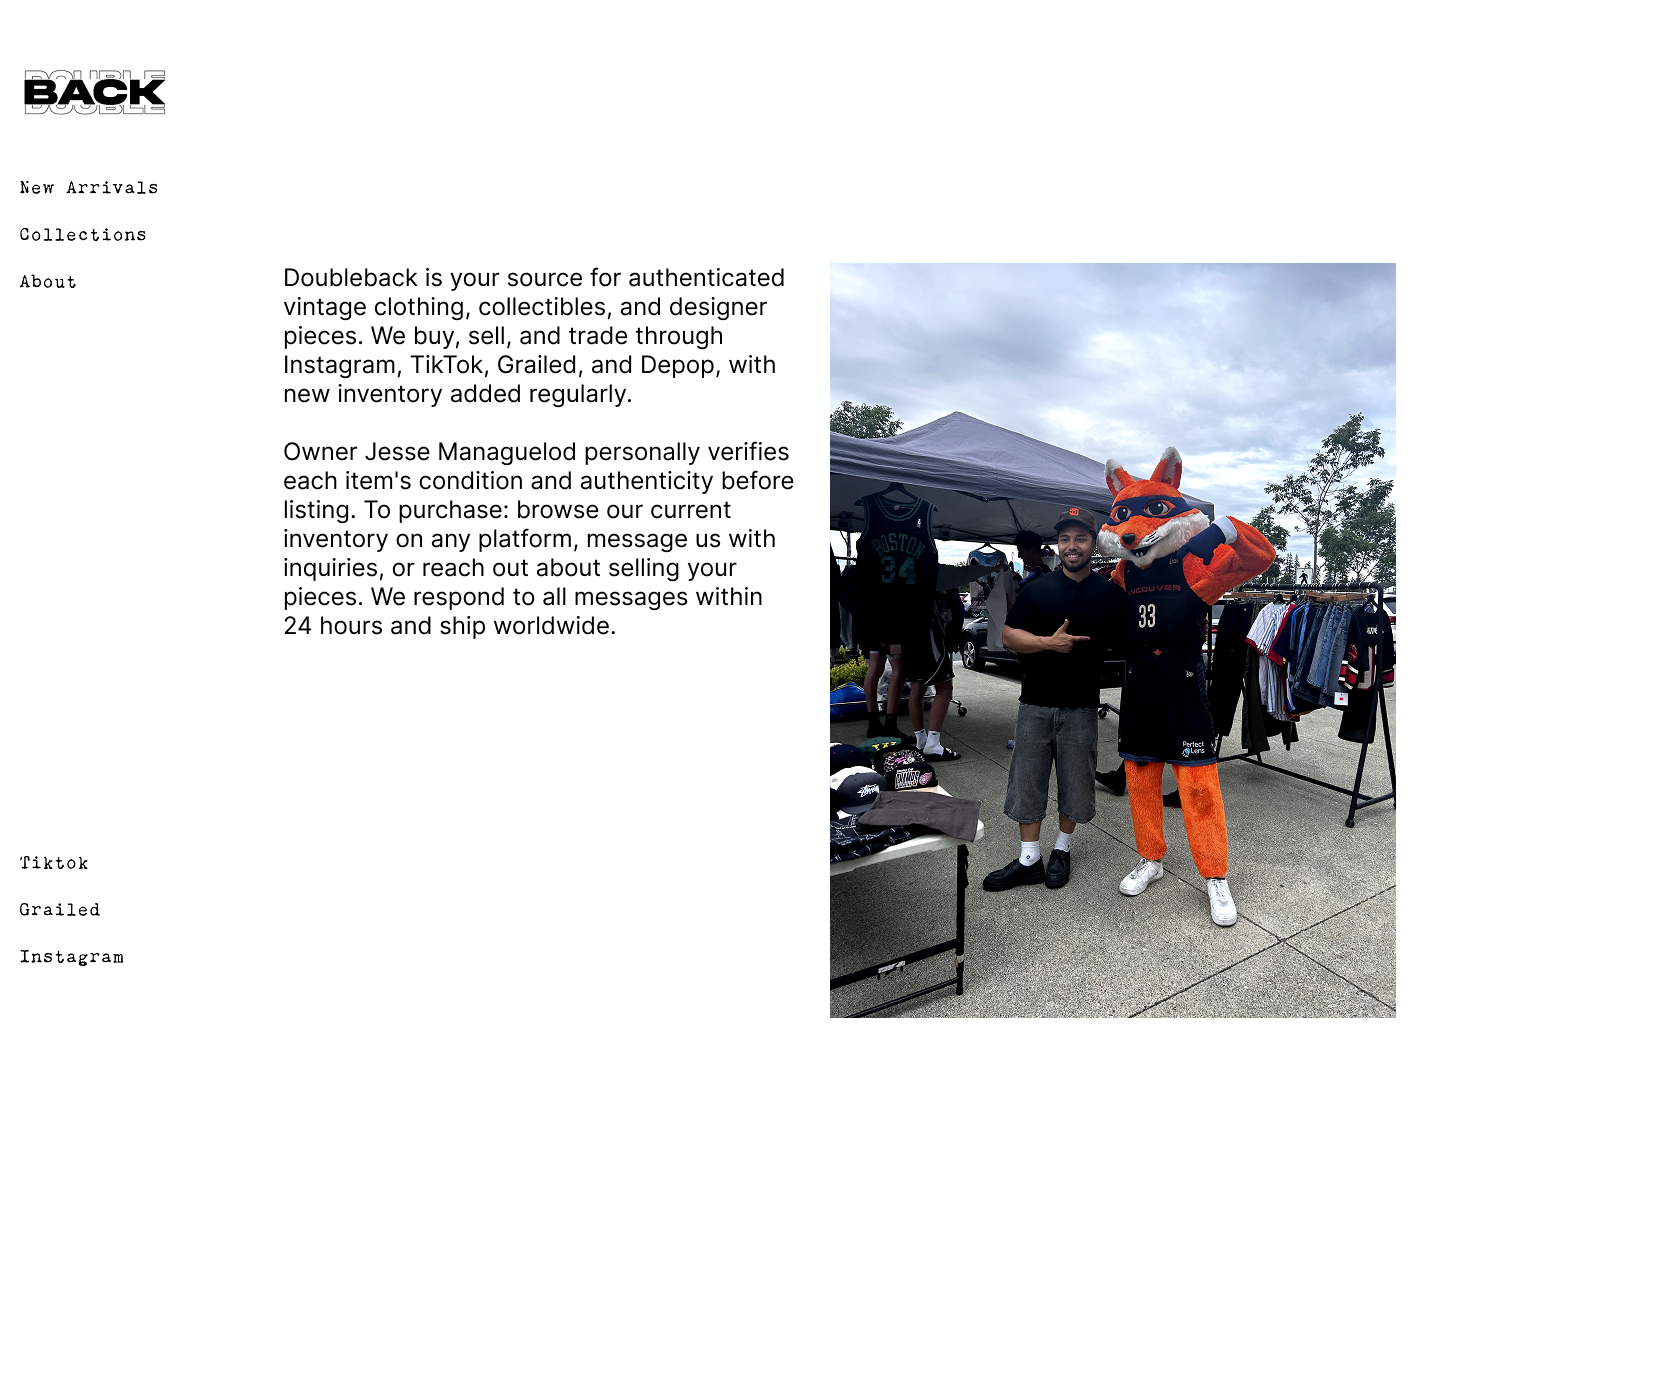 DOUBLE
BACK
DOUBLE
New Arrivals
Collections
About
Doubleback is your source for authenticated
vintage clothing, collectibles, and designer
pieces. We buy, sell, and trade through
Instagram, TikTok, Grailed, and Depop, with
new inventory added regularly.
Owner Jesse Managuelod personally verifies
each item's condition and authenticity before
listing. To purchase: browse our current
inventory on any platform, message us with
inquiries, or reach out about selling your
pieces. We respond to all messages within
24 hours and ship worldwide.
BOSTON
34
33
Perfect
Lens
Tiktok
Grailed
Instagram